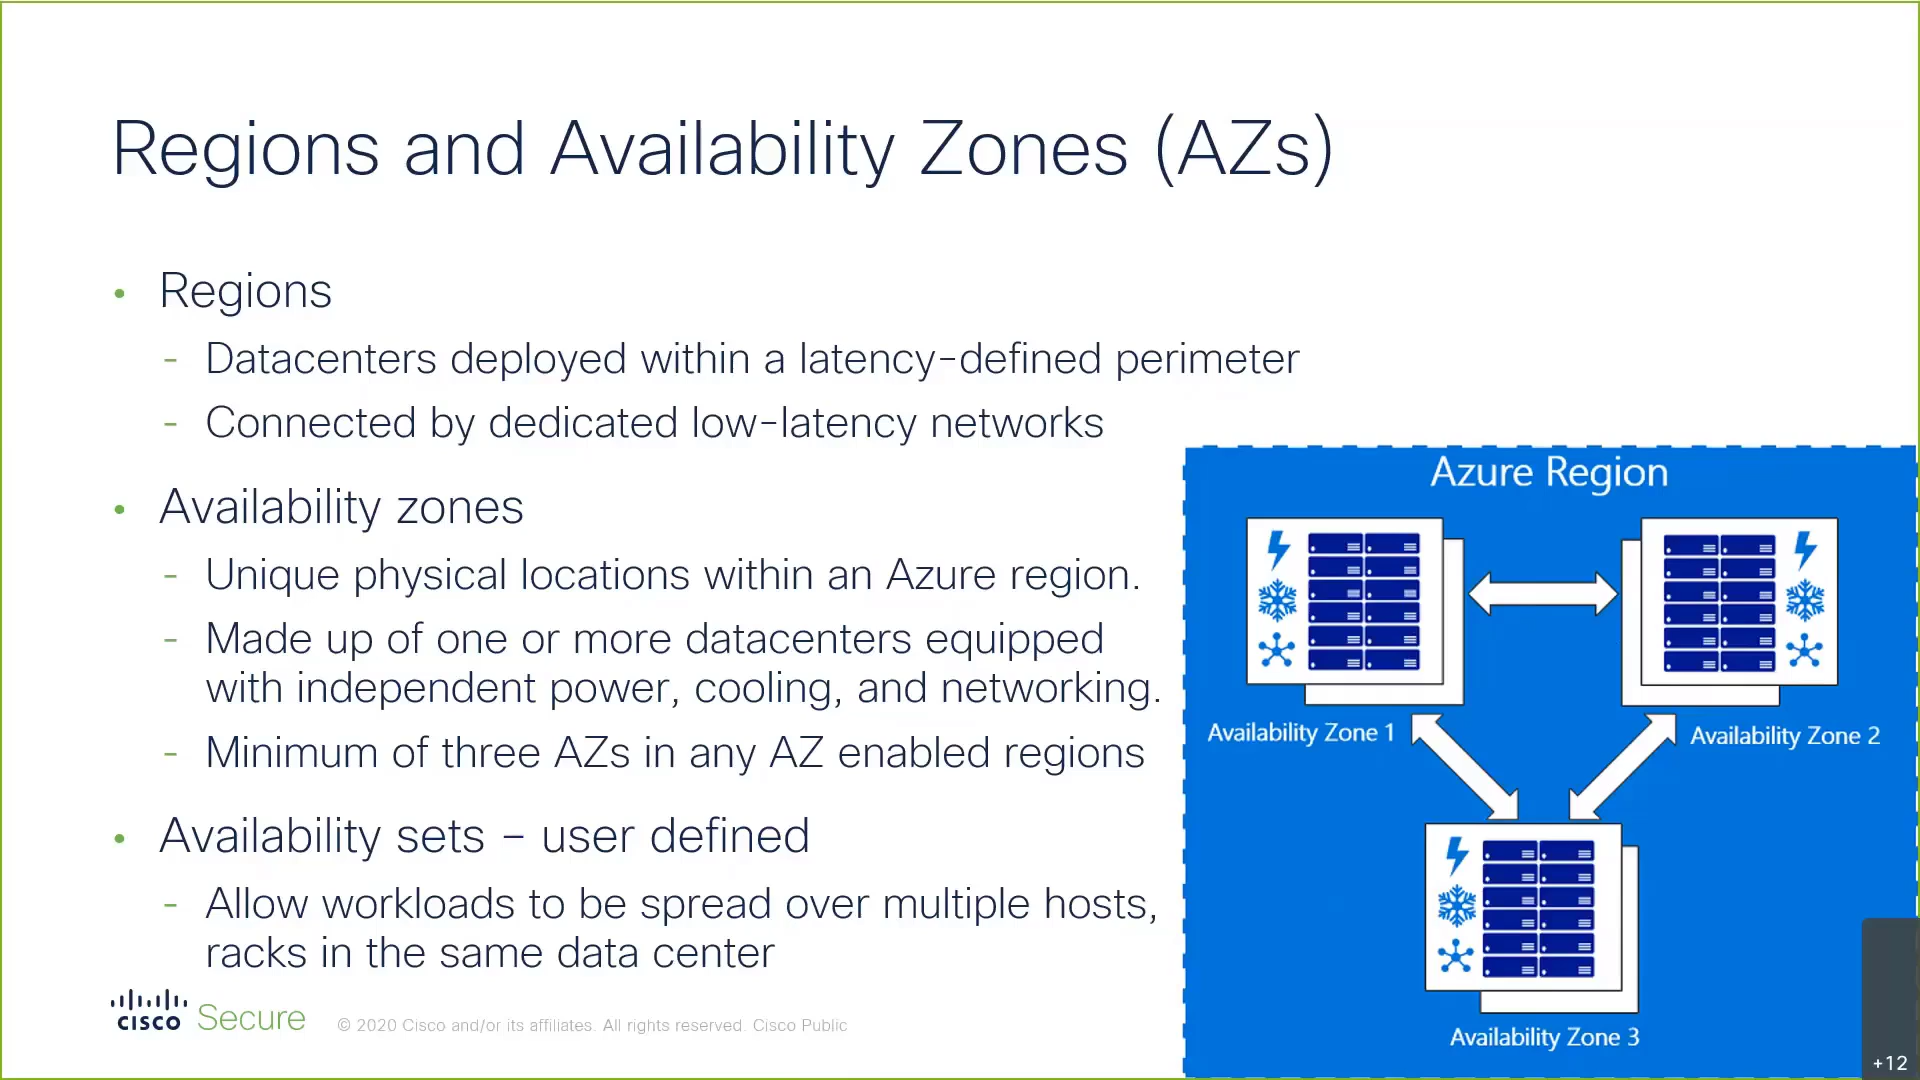 Regions and Availability Zones (AZs)
• Regions
- Datacenters deployed within a latency-defined perimeter
- Connected by dedicated low-latency networks
• Availability zones
- Unique physical locations within an Azure region.
- Made up of one or more datacenters equipped
with independent power, cooling, and networking.
- Minimum of three AZs in any AZ enabled regions
• Availability sets – user defined
- Allow workloads to be spread over multiple hosts,
racks in the same data center
Azure Region
Availability Zone 1
Availability Zone 2
Availability Zone 3
cisco Secure
© 2020 Cisco and/or its affiliates. All rights reserved. Cisco Public
+12